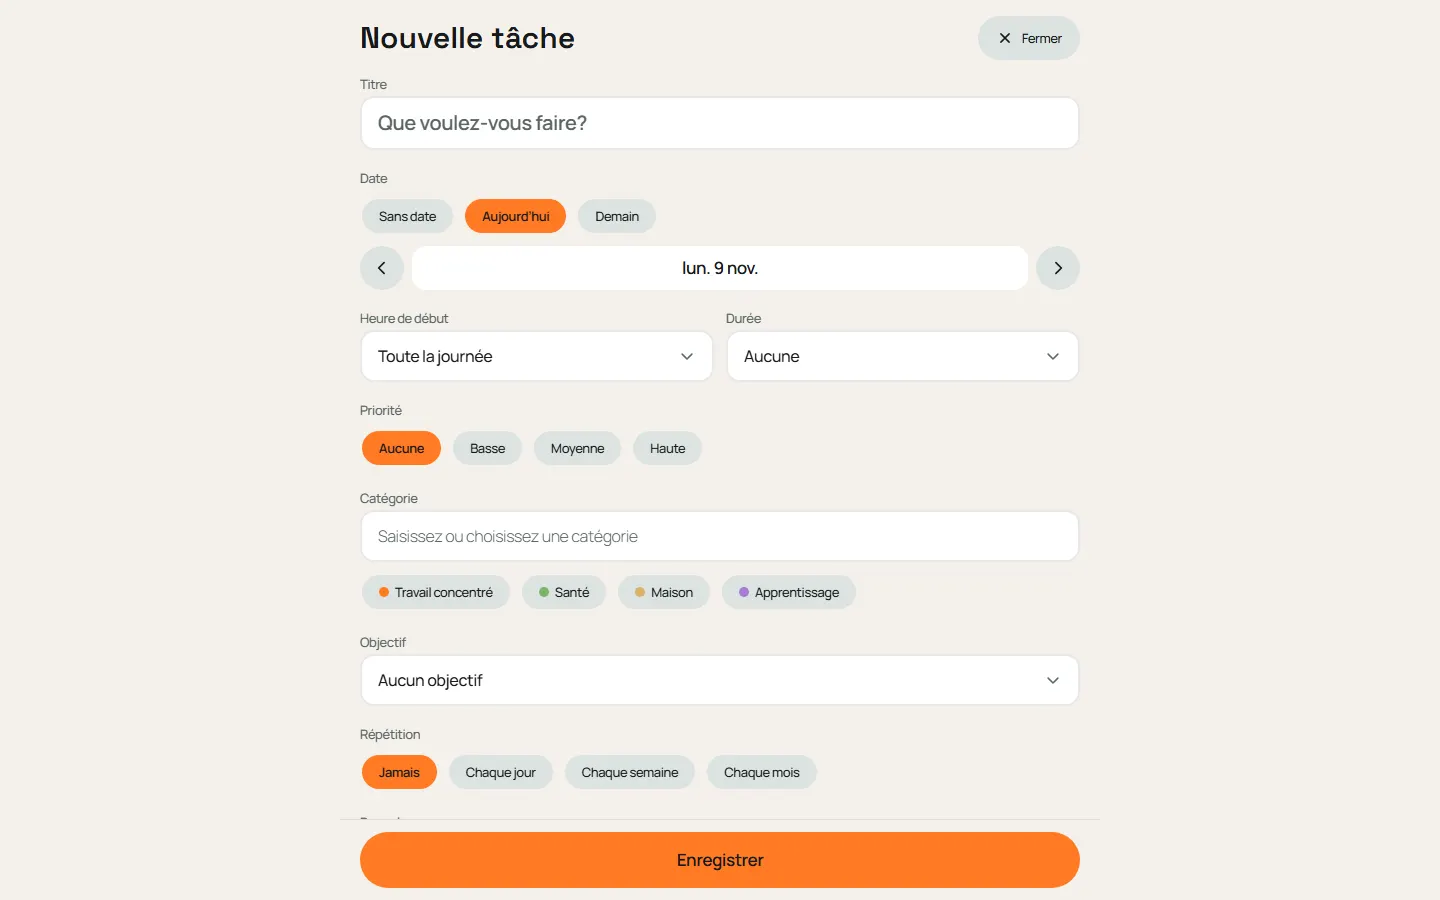 Nouvelle tâche
Fermer
Titre
Que voulez-vous faire?
Date
Sans date
Aujourd'hui
Demain
lun. 9 nov.
Heure de début
Durée
Toute la journée
Aucune
Priorité
Aucune
Basse
Moyenne
Haute
Catégorie
Saisissez ou choisissez une catégorie
Travail concentré
Santé
Maison
Apprentissage
Objectif
Aucun objectif
Répétition
Jamais
Chaque jour
Chaque semaine
Chaque mois
Enregistrer